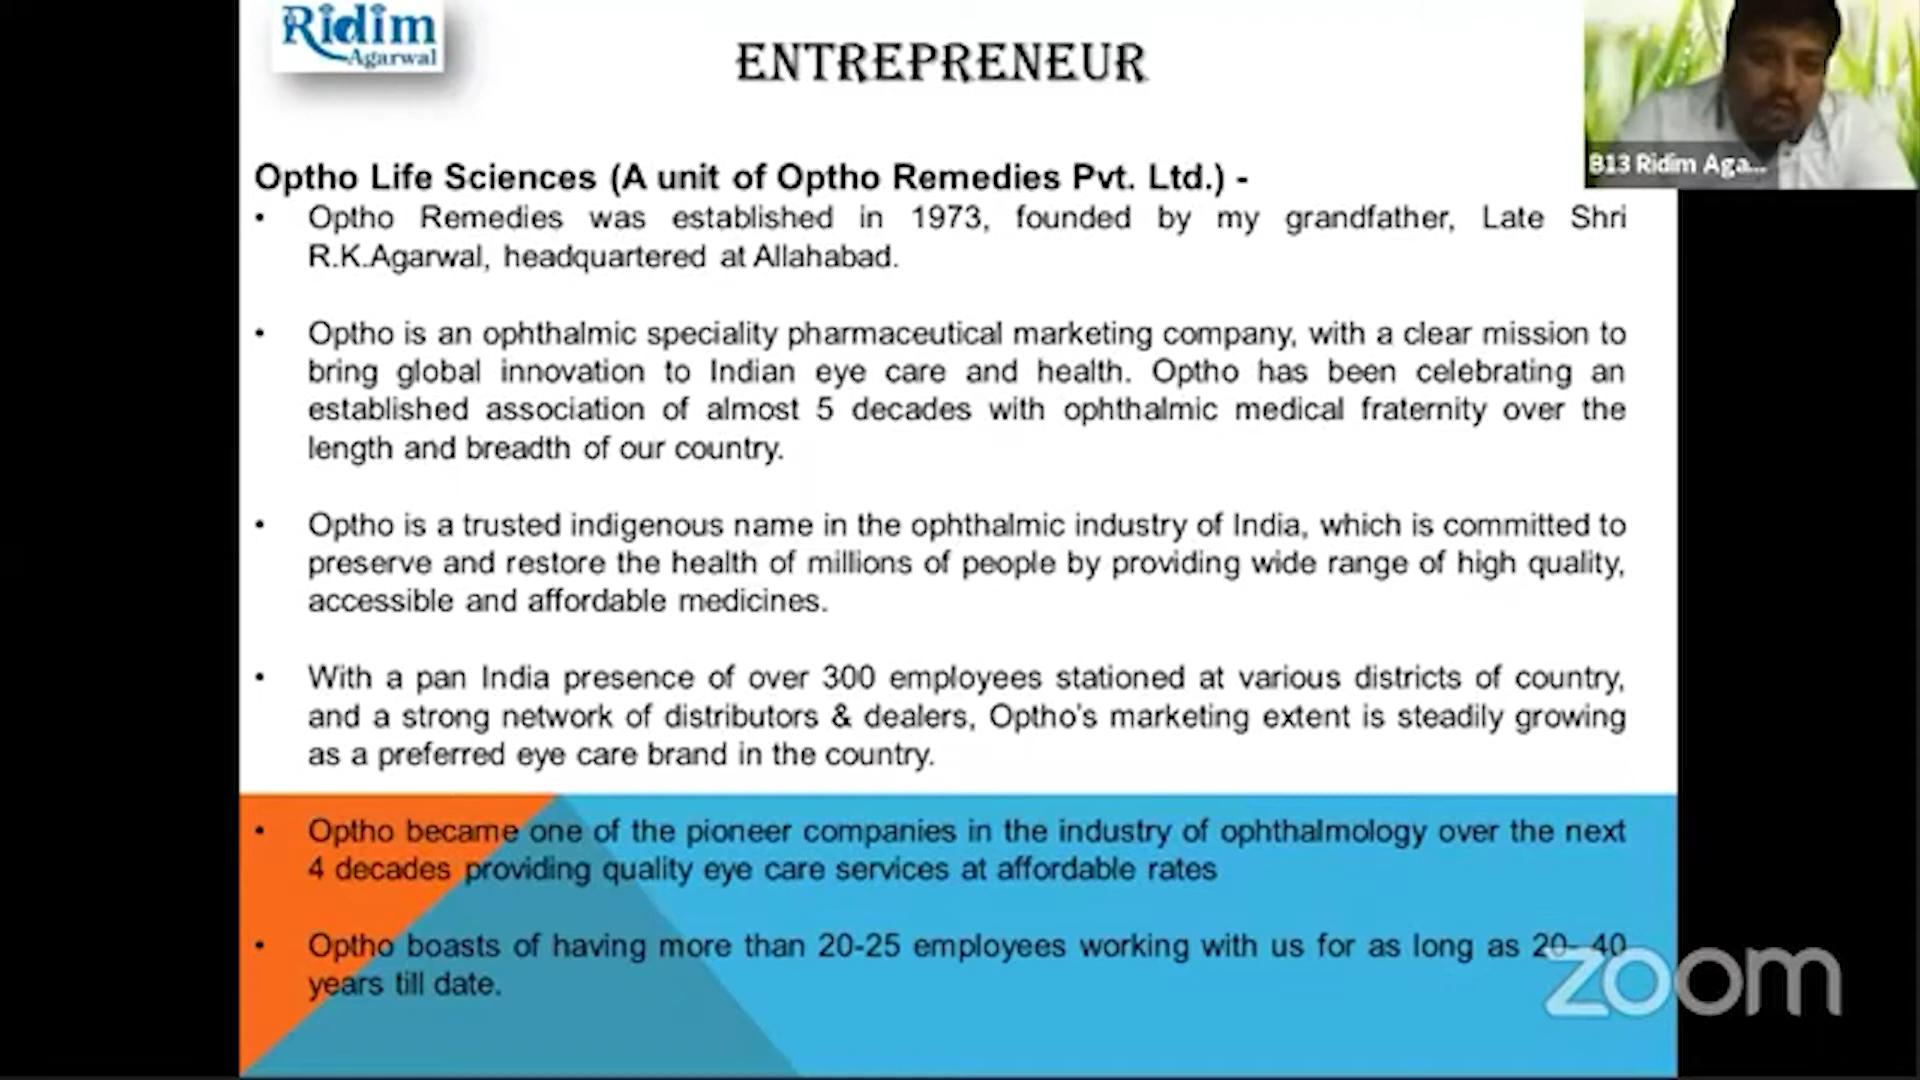 Ridim
Agarwal
ENTREPRENEUR
B13 Ridim Aga...
Optho Life Sciences (A unit of Optho Remedies Pvt. Ltd.) -
• Optho Remedies was established in 1973, founded by my grandfather, Late Shri
R.K.Agarwal, headquartered at Allahabad.
• Optho is an ophthalmic speciality pharmaceutical marketing company, with a clear mission to
bring global innovation to Indian eye care and health. Optho has been celebrating an
established association of almost 5 decades with ophthalmic medical fraternity over the
length and breadth of our country.
• Optho is a trusted indigenous name in the ophthalmic industry of India, which is committed to
preserve and restore the health of millions of people by providing wide range of high quality,
accessible and affordable medicines.
• With a pan India presence of over 300 employees stationed at various districts of country,
and a strong network of distributors & dealers, Optho's marketing extent is steadily growing
as a preferred eye care brand in the country.
• Optho became one of the pioneer companies in the industry of ophthalmology over the next
4 decades providing quality eye care services at affordable rates
• Optho boasts of having more than 20-25 employees working with us for as long as 20- 40
years till date.
zoom